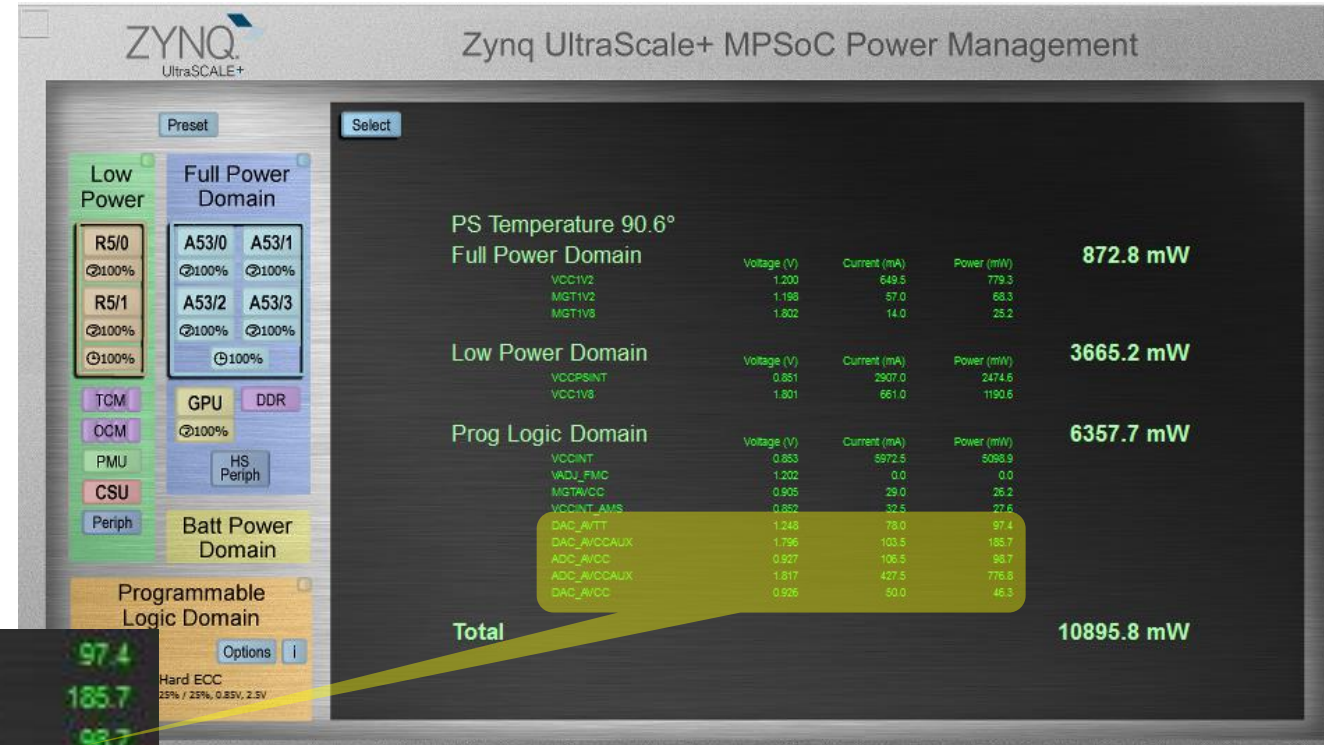 ZYNQ
UltraSCALE+
Zynq UltraScale+ MPSoC Power Management
Preset
Select
Low Power
R5/0
100%
R5/1
100%
100%
TCM
OCM
PMU
CSU
Periph
Full Power Domain
A53/0 A53/1
100% 100%
A53/2 A53/3
100% 100%
100%
GPU DDR
100%
HS Periph
Batt Power Domain
Programmable Logic Domain
Options i
Hard ECC
25% / 25%, 0.85V, 2.5V
PS Temperature 90.6°
Full Power Domain Voltage (V) Current (mA) Power (mW) 872.8 mW
VCC1V2 1.200 649.5 779.3
MGT1V2 1.198 57.0 68.3
MGT1V8 1.802 14.0 25.2
Low Power Domain Voltage (V) Current (mA) Power (mW) 3665.2 mW
VCCPSINT 0.851 2907.0 2474.6
VCC1V8 1.801 661.0 1190.6
Prog Logic Domain Voltage (V) Current (mA) Power (mW) 6357.7 mW
VCCINT 0.853 5972.5 5098.9
VADJ_FMC 1.202 0.0 0.0
MGTAVCC 0.905 29.0 26.2
VCCINT_AMS 0.852 32.5 27.6
DAC_AVTT 1.248 78.0 97.4
DAC_AVCCAUX 1.796 103.5 185.7
ADC_AVCC 0.927 106.5 98.7
ADC_AVCCAUX 1.817 427.5 776.8
DAC_AVCC 0.926 50.0 46.3
Total 10895.8 mW
97.4
185.7
98.7